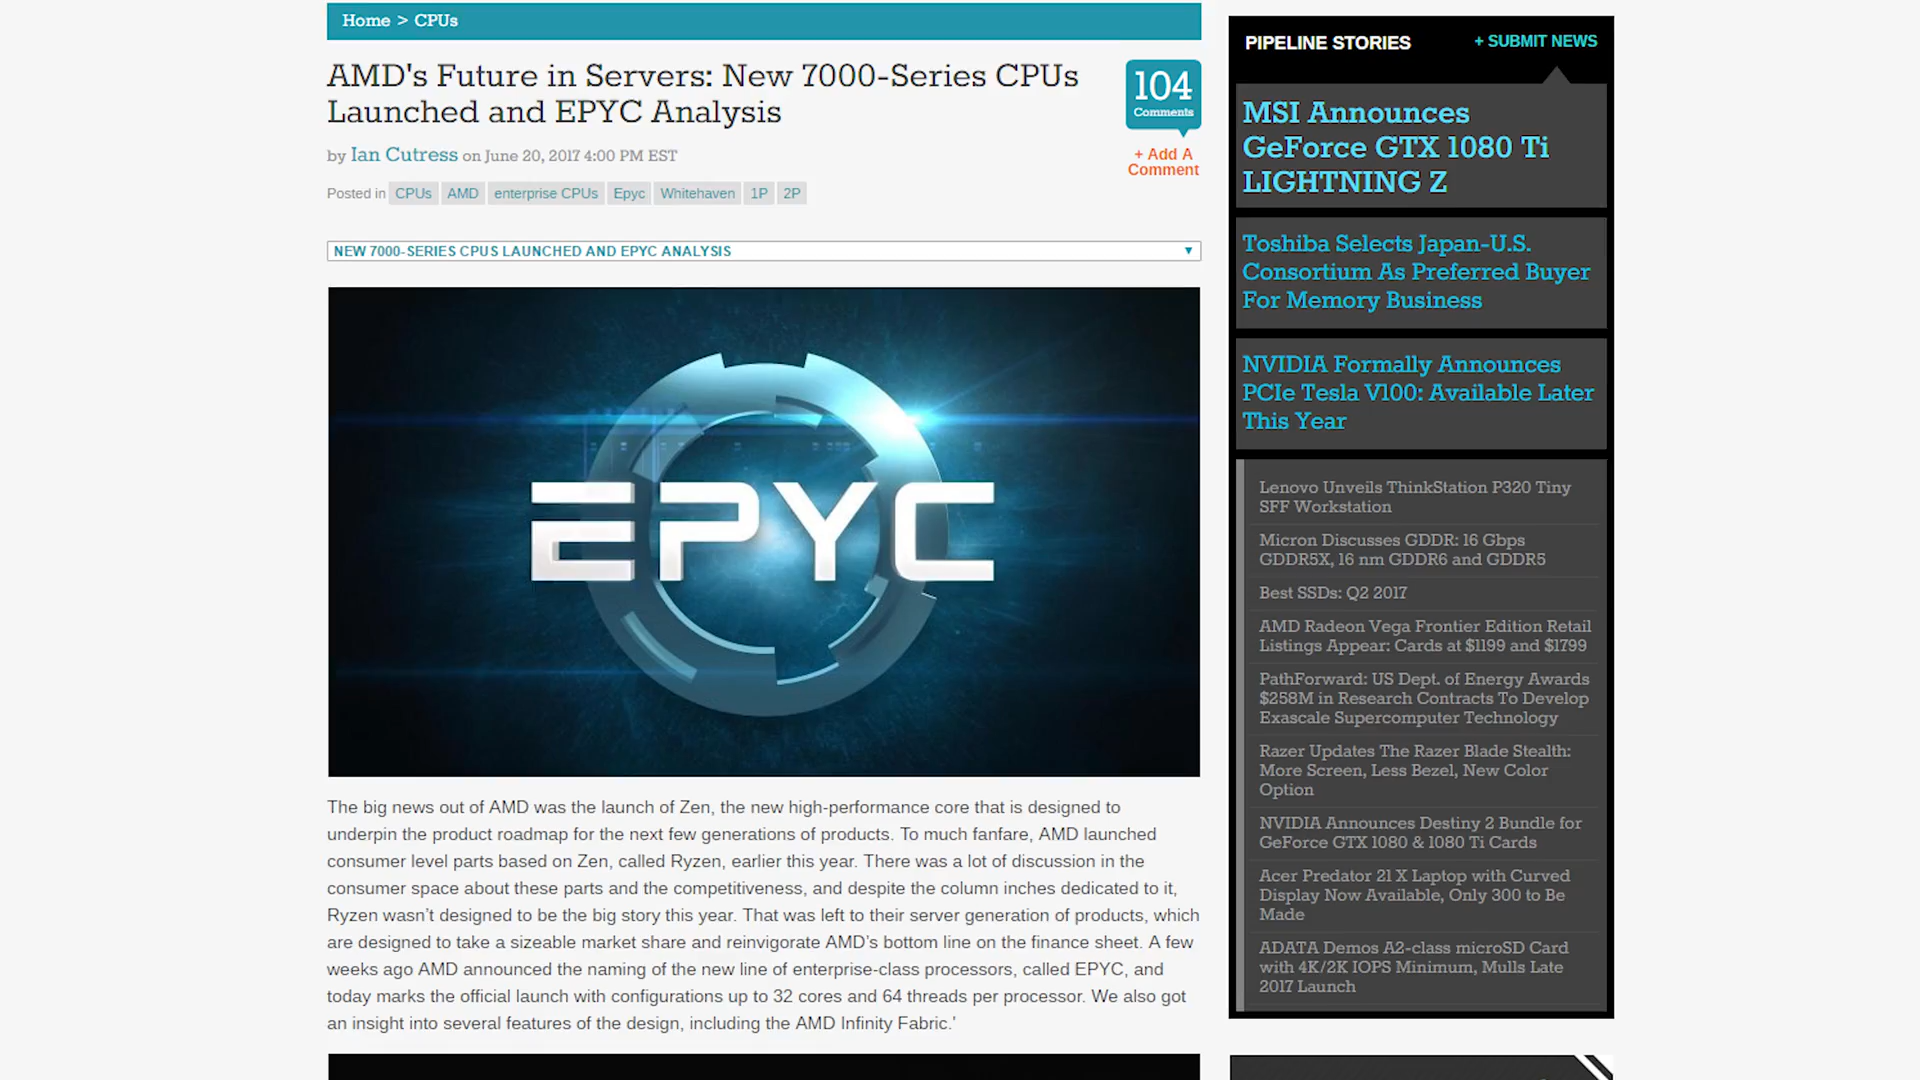 Home > CPUs
AMD's Future in Servers: New 7000-Series CPUs
Launched and EPYC Analysis
by Ian Cutress on June 20, 2017 4:00 PM EST
Posted in CPUs AMD enterprise CPUs Epyc Whitehaven 1P 2P
104
Comments
+ Add A
Comment
NEW 7000-SERIES CPUS LAUNCHED AND EPYC ANALYSIS
EPYC
The big news out of AMD was the launch of Zen, the new high-performance core that is designed to
underpin the product roadmap for the next few generations of products. To much fanfare, AMD launched
consumer level parts based on Zen, called Ryzen, earlier this year. There was a lot of discussion in the
consumer space about these parts and the competitiveness, and despite the column inches dedicated to it,
Ryzen wasn’t designed to be the big story this year. That was left to their server generation of products, which
are designed to take a sizeable market share and reinvigorate AMD’s bottom line on the finance sheet. A few
weeks ago AMD announced the naming of the new line of enterprise-class processors, called EPYC, and
today marks the official launch with configurations up to 32 cores and 64 threads per processor. We also got
an insight into several features of the design, including the AMD Infinity Fabric.'
PIPELINE STORIES
+ SUBMIT NEWS
MSI Announces
GeForce GTX 1080 Ti
LIGHTNING Z
Toshiba Selects Japan-U.S.
Consortium As Preferred Buyer
For Memory Business
NVIDIA Formally Announces
PCIe Tesla V100: Available Later
This Year
Lenovo Unveils ThinkStation P320 Tiny
SFF Workstation
Micron Discusses GDDR: 16 Gbps
GDDR5X, 16 nm GDDR6 and GDDR5
Best SSDs: Q2 2017
AMD Radeon Vega Frontier Edition Retail
Listings Appear: Cards at $1199 and $1799
PathForward: US Dept. of Energy Awards
$258M in Research Contracts To Develop
Exascale Supercomputer Technology
Razer Updates The Razer Blade Stealth:
More Screen, Less Bezel, New Color
Option
NVIDIA Announces Destiny 2 Bundle for
GeForce GTX 1080 & 1080 Ti Cards
Acer Predator 21 X Laptop with Curved
Display Now Available, Only 300 to Be
Made
ADATA Demos A2-class microSD Card
with 4K/2K IOPS Minimum, Mulls Late
2017 Launch